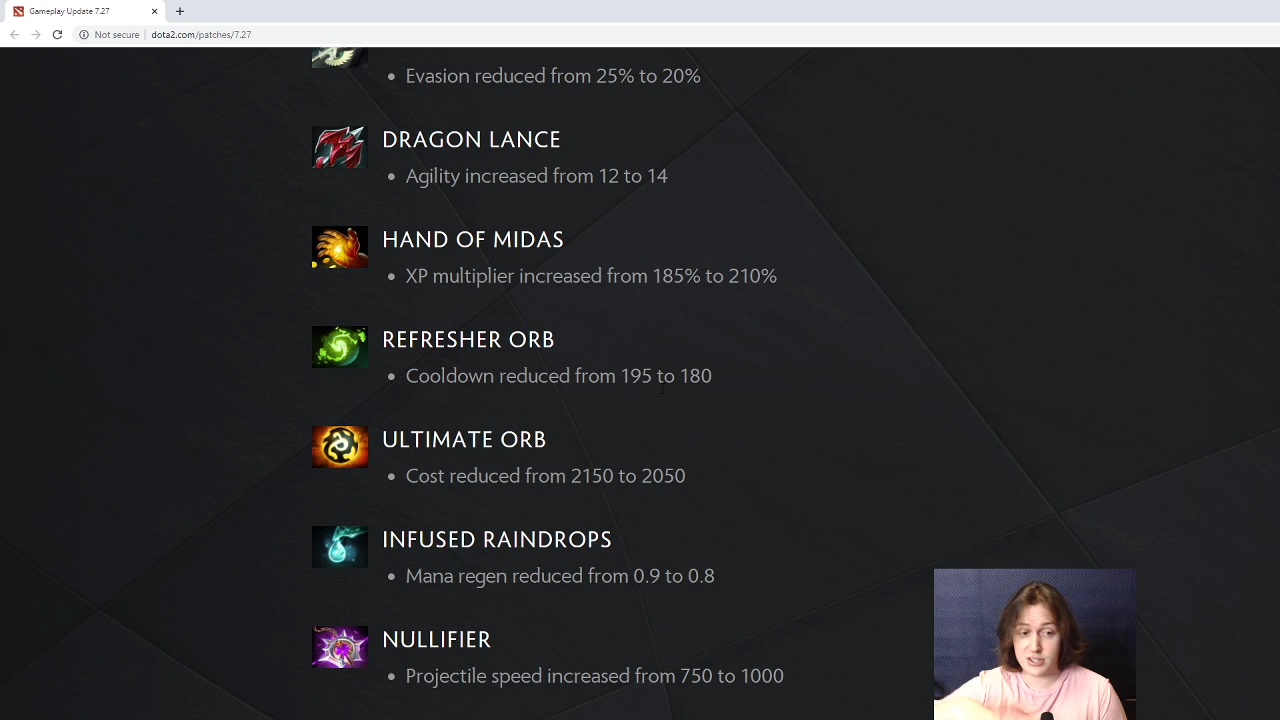 Gameplay Update 7.27
Not secure
dota2.com/patches/7.27
Evasion reduced from 25% to 20%
DRAGON LANCE
Agility increased from 12 to 14
HAND OF MIDAS
XP multiplier increased from 185% to 210%
REFRESHER ORB
Cooldown reduced from 195 to 180
ULTIMATE ORB
Cost reduced from 2150 to 2050
INFUSED RAINDROPS
Mana regen reduced from 0.9 to 0.8
NULLIFIER
Projectile speed increased from 750 to 1000